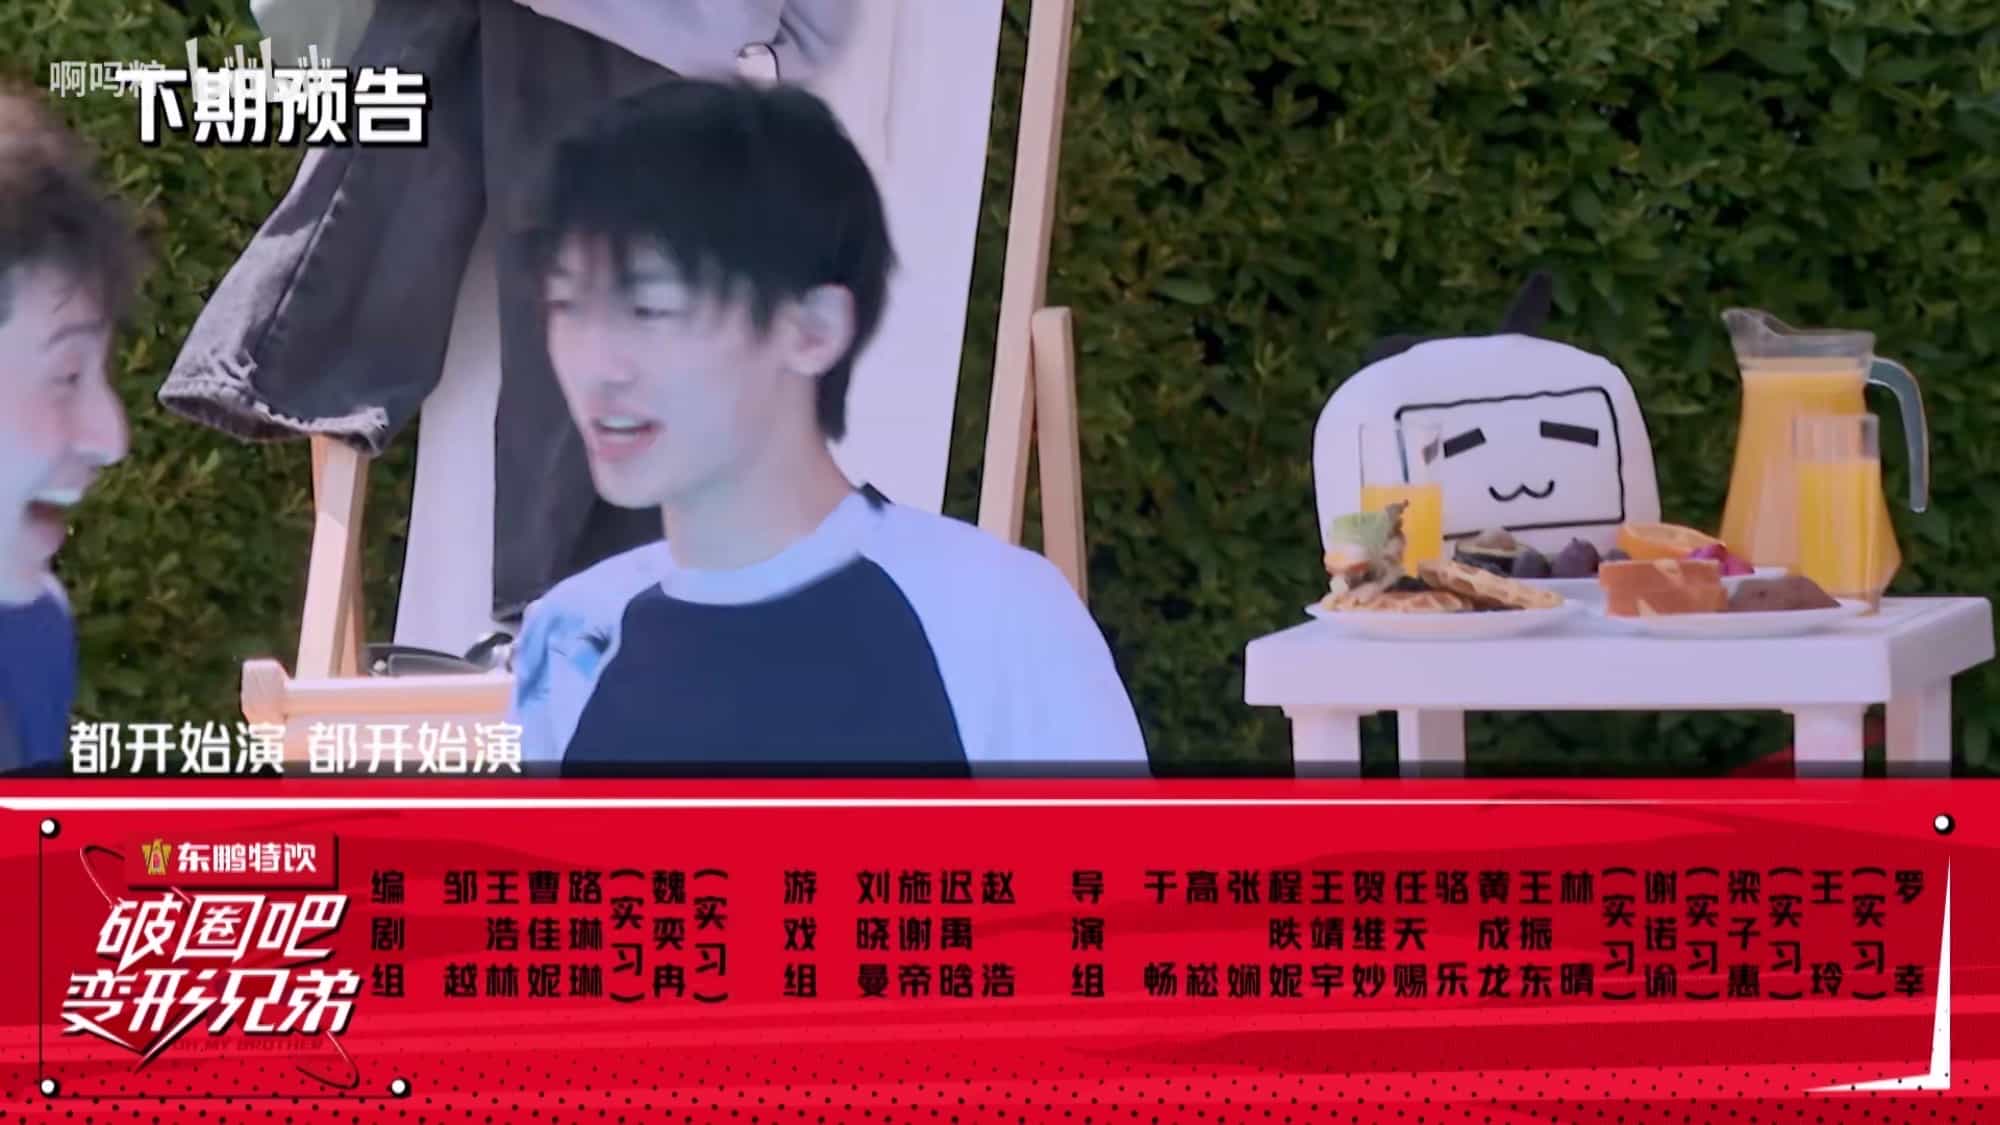 啊吗粽 bilibili
下期预告
都开始演 都开始演
东鹏特饮
破圈吧
变形兄弟
OH,MY BROTHER
编剧组
邹越
王浩林
曹佳妮
路琳琳
(实习)
魏奕冉
(实习)
游戏组
刘晓曼
施谢帝
迟禹晗
赵浩
导演组
于畅
高崧
张娴
程昳妮
王靖宇
贺维妙
任天赐
骆乐
黄成龙
王振东
林晴
(实习)
谢诺谕
(实习)
梁子惠
(实习)
王玲
(实习)
罗幸